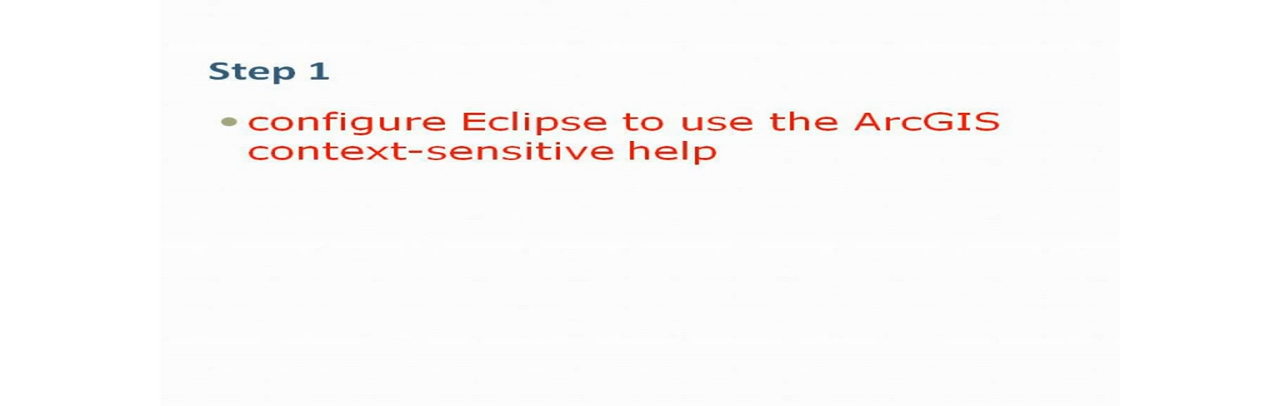 Step 1
• configure Eclipse to use the ArcGIS
context-sensitive help